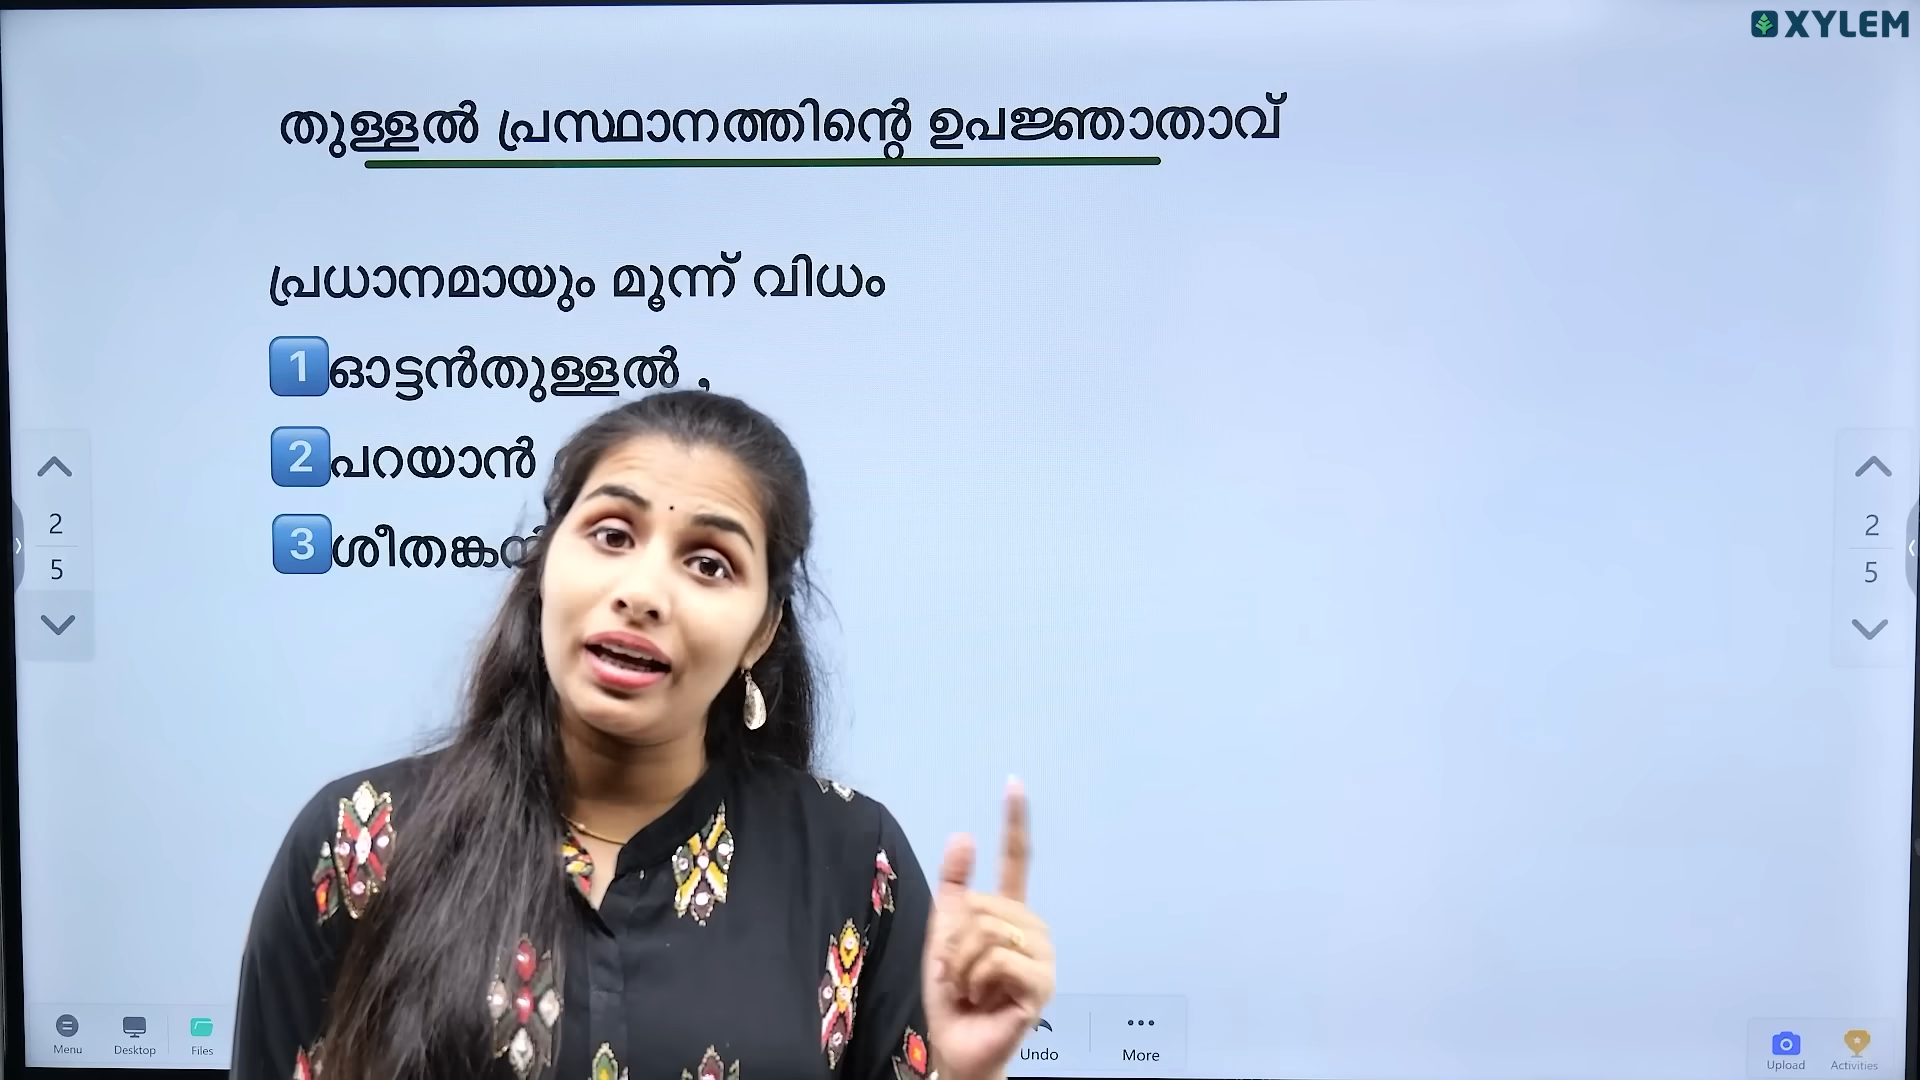 XYLEM
തുള്ളൽ പ്രസ്ഥാനത്തിന്റെ ഉപജ്ഞാതാവ്
പ്രധാനമായും മൂന്ന് വിധം
1 ഓട്ടൻതുള്ളൽ ,
2 പറയാൻ
3
2
5
2
5
Menu
Desktop
Files
Undo
More
Upload
Activities